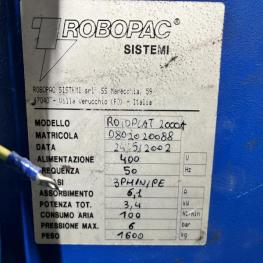 ROBOPAC
SISTEMI
ROBOPAC SISTEMI srl. SS Marecchia, 59
47040 - Villa Verucchio (FO) - Italia
MODELLO ROTOPLAT 2000A
MATRICOLA 0802020088
DATA 24/5/2002
ALIMENTAZIONE 400 V
FREQUENZA 50 Hz
FASI 3PH/N/PE
ASSORBIMENTO 6,1 A
POTENZA TOT. 3,4 kW
CONSUMO ARIA 100 Nl/min
PRESSIONE MAX 6 bar
PESO 1600 kg